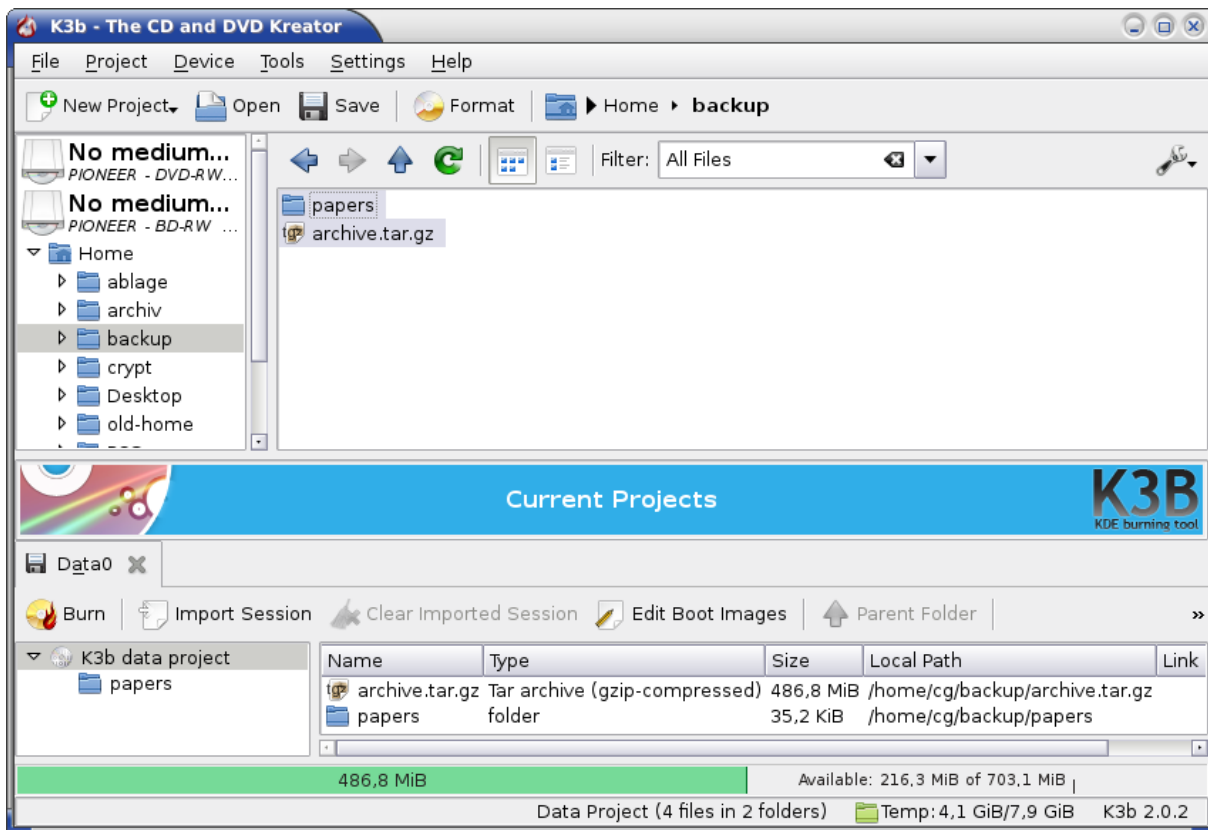 K3b - The CD and DVD Kreator
File Project Device Tools Settings Help
New Project Open Save Format Home backup
No medium...
PIONEER - DVD-RW...
No medium...
PIONEER - BD-RW ...
Filter: All Files
Home
ablage
archiv
backup
crypt
Desktop
old-home
papers
archive.tar.gz
Current Projects
K3B
KDE burning tool
Data0
Burn Import Session Clear Imported Session Edit Boot Images Parent Folder »
K3b data project
papers
Name Type Size Local Path Link
archive.tar.gz Tar archive (gzip-compressed) 486,8 MiB /home/cg/backup/archive.tar.gz
papers folder 35,2 KiB /home/cg/backup/papers
486,8 MiB Available: 216,3 MiB of 703,1 MiB
Data Project (4 files in 2 folders) Temp: 4,1 GiB/7,9 GiB K3b 2.0.2